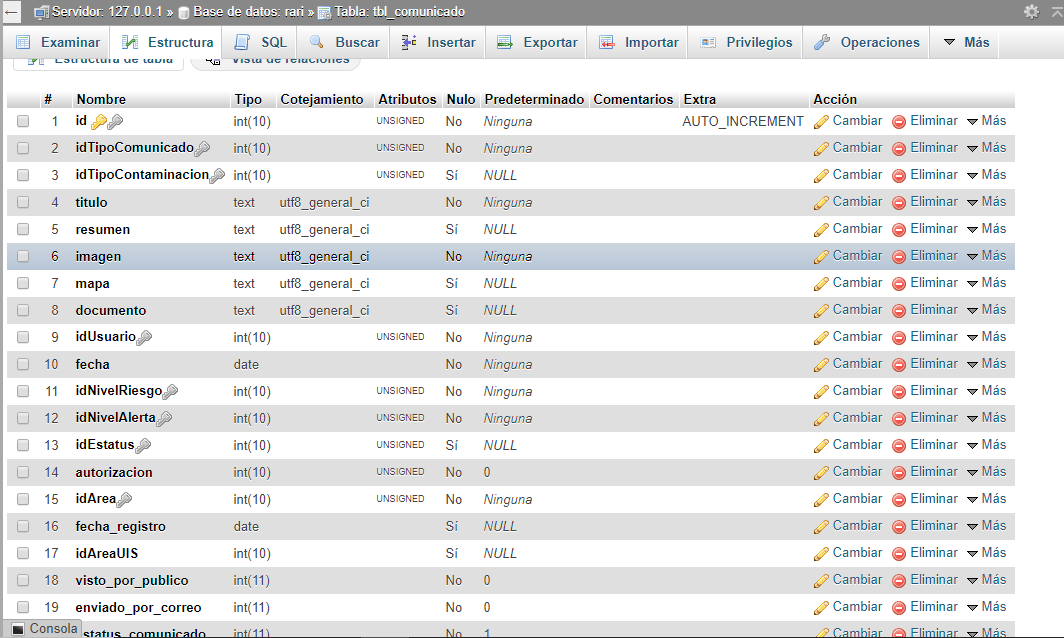 Servidor: 127.0.0.1 » Base de datos: rari » Tabla: tbl_comunicado
Examinar Estructura SQL Buscar Insertar Exportar Importar Privilegios Operaciones Más
Estructura de tabla Vista de relaciones
# Nombre Tipo Cotejamiento Atributos Nulo Predeterminado Comentarios Extra Acción
1 id int(10) UNSIGNED No Ninguna AUTO_INCREMENT Cambiar Eliminar Más
2 idTipoComunicado int(10) UNSIGNED No Ninguna Cambiar Eliminar Más
3 idTipoContaminacion int(10) UNSIGNED Sí NULL Cambiar Eliminar Más
4 titulo text utf8_general_ci No Ninguna Cambiar Eliminar Más
5 resumen text utf8_general_ci Sí NULL Cambiar Eliminar Más
6 imagen text utf8_general_ci No Ninguna Cambiar Eliminar Más
7 mapa text utf8_general_ci Sí NULL Cambiar Eliminar Más
8 documento text utf8_general_ci Sí NULL Cambiar Eliminar Más
9 idUsuario int(10) UNSIGNED No Ninguna Cambiar Eliminar Más
10 fecha date No Ninguna Cambiar Eliminar Más
11 idNivelRiesgo int(10) UNSIGNED No Ninguna Cambiar Eliminar Más
12 idNivelAlerta int(10) UNSIGNED No Ninguna Cambiar Eliminar Más
13 idEstatus int(10) UNSIGNED Sí NULL Cambiar Eliminar Más
14 autorizacion int(10) UNSIGNED No 0 Cambiar Eliminar Más
15 idArea int(10) UNSIGNED No Ninguna Cambiar Eliminar Más
16 fecha_registro date Sí NULL Cambiar Eliminar Más
17 idAreaUIS int(10) Sí NULL Cambiar Eliminar Más
18 visto_por_publico int(11) No 0 Cambiar Eliminar Más
19 enviado_por_correo int(11) No 0 Cambiar Eliminar Más
Consola status_comunicado int(11) No 1 Cambiar Eliminar Más